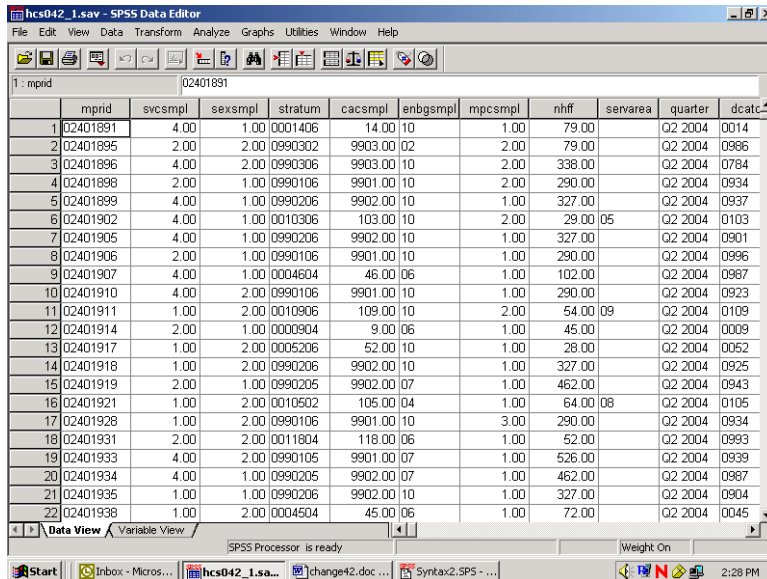 hcs042_1.sav - SPSS Data Editor
File Edit View Data Transform Analyze Graphs Utilities Window Help
1 : mprid 02401891
mprid svcsmpl sexsmpl stratum cacsmpl enbgsmpl mpcsmpl nhff servarea quarter dcatc
1 02401891 4.00 1.00 0001406 14.00 10 1.00 79.00 Q2 2004 0014
2 02401895 2.00 2.00 0990302 9903.00 02 2.00 79.00 Q2 2004 0986
3 02401896 4.00 2.00 0990306 9903.00 10 2.00 338.00 Q2 2004 0784
4 02401898 2.00 1.00 0990106 9901.00 10 2.00 290.00 Q2 2004 0934
5 02401899 4.00 1.00 0990206 9902.00 10 1.00 327.00 Q2 2004 0937
6 02401902 4.00 1.00 0010306 103.00 10 2.00 29.00 05 Q2 2004 0103
7 02401905 4.00 1.00 0990206 9902.00 10 1.00 327.00 Q2 2004 0901
8 02401906 2.00 1.00 0990106 9901.00 10 1.00 290.00 Q2 2004 0996
9 02401907 4.00 1.00 0004604 46.00 06 1.00 102.00 Q2 2004 0987
10 02401910 4.00 2.00 0990106 9901.00 10 1.00 290.00 Q2 2004 0923
11 02401911 1.00 2.00 0010906 109.00 10 2.00 54.00 09 Q2 2004 0109
12 02401914 2.00 1.00 0000904 9.00 06 1.00 45.00 Q2 2004 0009
13 02401917 1.00 2.00 0005206 52.00 10 1.00 28.00 Q2 2004 0052
14 02401918 1.00 2.00 0990206 9902.00 10 1.00 327.00 Q2 2004 0925
15 02401919 2.00 1.00 0990205 9902.00 07 1.00 462.00 Q2 2004 0943
16 02401921 1.00 2.00 0010502 105.00 04 1.00 64.00 08 Q2 2004 0105
17 02401928 1.00 2.00 0990106 9901.00 10 3.00 290.00 Q2 2004 0934
18 02401931 2.00 2.00 0011804 118.00 06 1.00 52.00 Q2 2004 0993
19 02401933 4.00 2.00 0990105 9901.00 07 1.00 526.00 Q2 2004 0939
20 02401934 4.00 1.00 0990205 9902.00 07 1.00 462.00 Q2 2004 0987
21 02401935 1.00 1.00 0990206 9902.00 10 1.00 327.00 Q2 2004 0904
22 02401938 1.00 2.00 0004504 45.00 06 1.00 72.00 Q2 2004 0045
Data View Variable View
SPSS Processor is ready Weight On
Start Inbox - Micros... hcs042_1.sa... change42.doc ... Syntax2.SPS - ... 2:28 PM